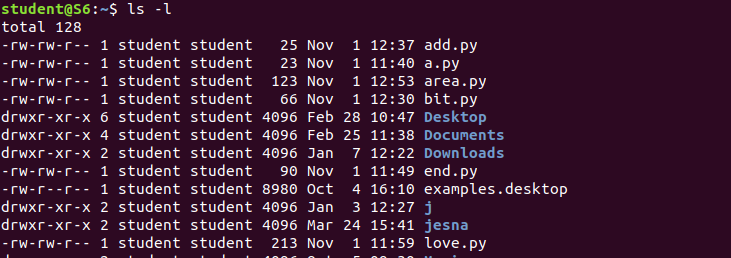 student@S6:~$ ls -l
total 128
-rw-rw-r-- 1 student student   25 Nov  1 12:37 add.py
-rw-rw-r-- 1 student student   23 Nov  1 11:40 a.py
-rw-rw-r-- 1 student student  123 Nov  1 12:53 area.py
-rw-rw-r-- 1 student student   66 Nov  1 12:30 bit.py
drwxr-xr-x 6 student student 4096 Feb 28 10:47 Desktop
drwxr-xr-x 4 student student 4096 Feb 25 11:38 Documents
drwxr-xr-x 2 student student 4096 Jan  7 12:22 Downloads
-rw-rw-r-- 1 student student   90 Nov  1 11:49 end.py
-rw-r--r-- 1 student student 8980 Oct  4 16:10 examples.desktop
drwxr-xr-x 2 student student 4096 Jan  3 12:27 j
drwxr-xr-x 2 student student 4096 Mar 24 15:41 jesna
-rw-rw-r-- 1 student student  213 Nov  1 11:59 love.py